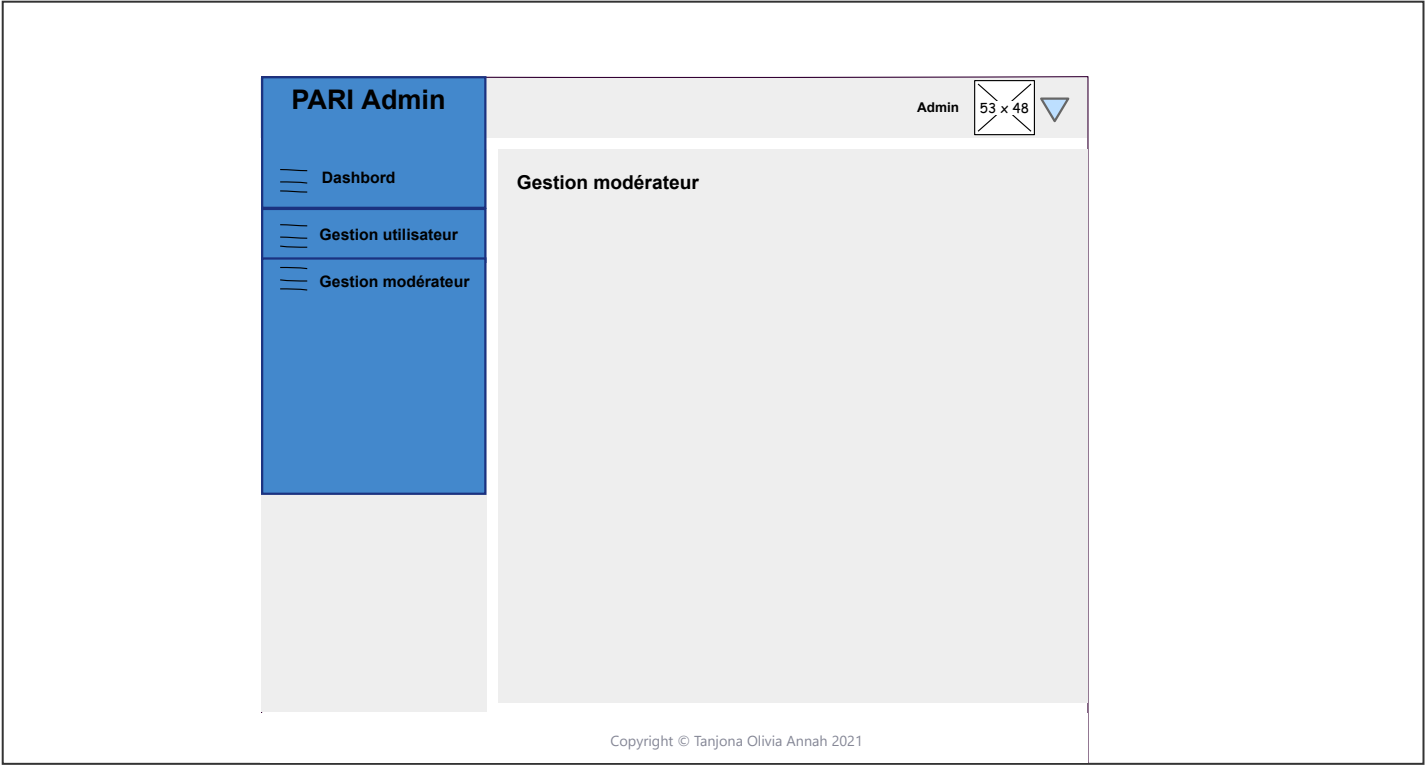 PARI Admin
Admin
53 × 48
Dashbord
Gestion utilisateur
Gestion modérateur
Gestion modérateur
Copyright © Tanjona Olivia Annah 2021